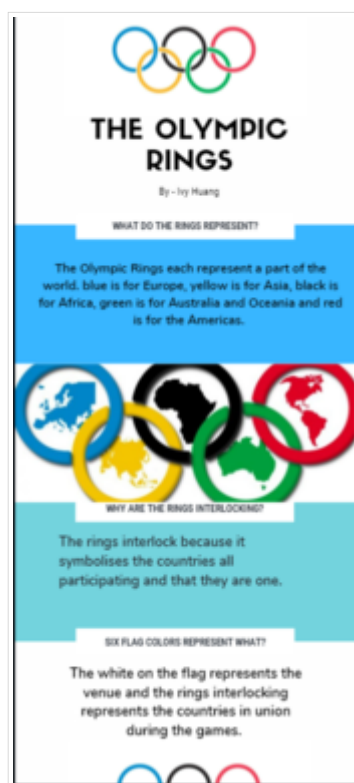 THE OLYMPIC
RINGS
By - Ivy Huang
WHAT DO THE RINGS REPRESENT?
The Olympic Rings each represent a part of the
world. blue is for Europe, yellow is for Asia, black is
for Africa, green is for Australia and Oceania and red
is for the Americas.
WHY ARE THE RINGS INTERLOCKING?
The rings interlock because it
symbolises the countries all
participating and that they are one.
SIX FLAG COLORS REPRESENT WHAT?
The white on the flag represents the
venue and the rings interlocking
represents the countries in union
during the games.